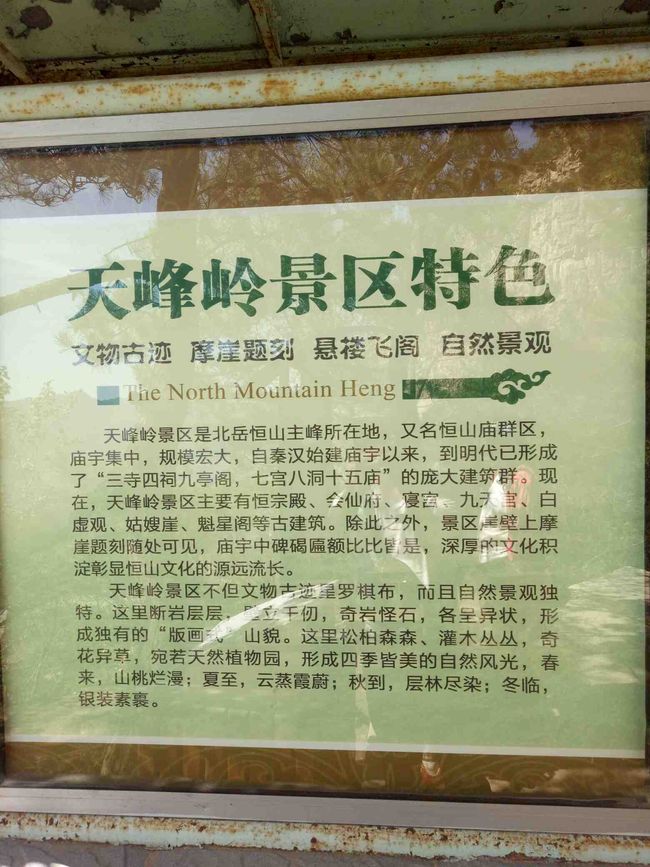 天峰岭景区特色
文物古迹 摩崖题刻 悬楼飞阁 自然景观
The North Mountain Heng
天峰岭景区是北岳恒山主峰所在地，又名恒山庙群区，
庙宇集中，规模宏大，自秦汉始建庙宇以来，到明代已形成
了“三寺四祠九亭阁，七宫八洞十五庙”的庞大建筑群。现
在，天峰岭景区主要有恒宗殿、会仙府、寝宫、九天宫、白
虚观、姑嫂崖、魁星阁等古建筑。除此之外，景区崖壁上摩
崖题刻随处可见，庙宇中碑碣匾额比比皆是，深厚的文化积
淀彰显恒山文化的源远流长。
天峰岭景区不但文物古迹星罗棋布，而且自然景观独
特。这里断岩层层，壁立千仞，奇岩怪石，各呈异状，形
成独有的“版画式”山貌。这里松柏森森、灌木丛丛，奇
花异草，宛若天然植物园，形成四季皆美的自然风光，春
来，山桃烂漫；夏至，云蒸霞蔚；秋到，层林尽染；冬临，
银装素裹。